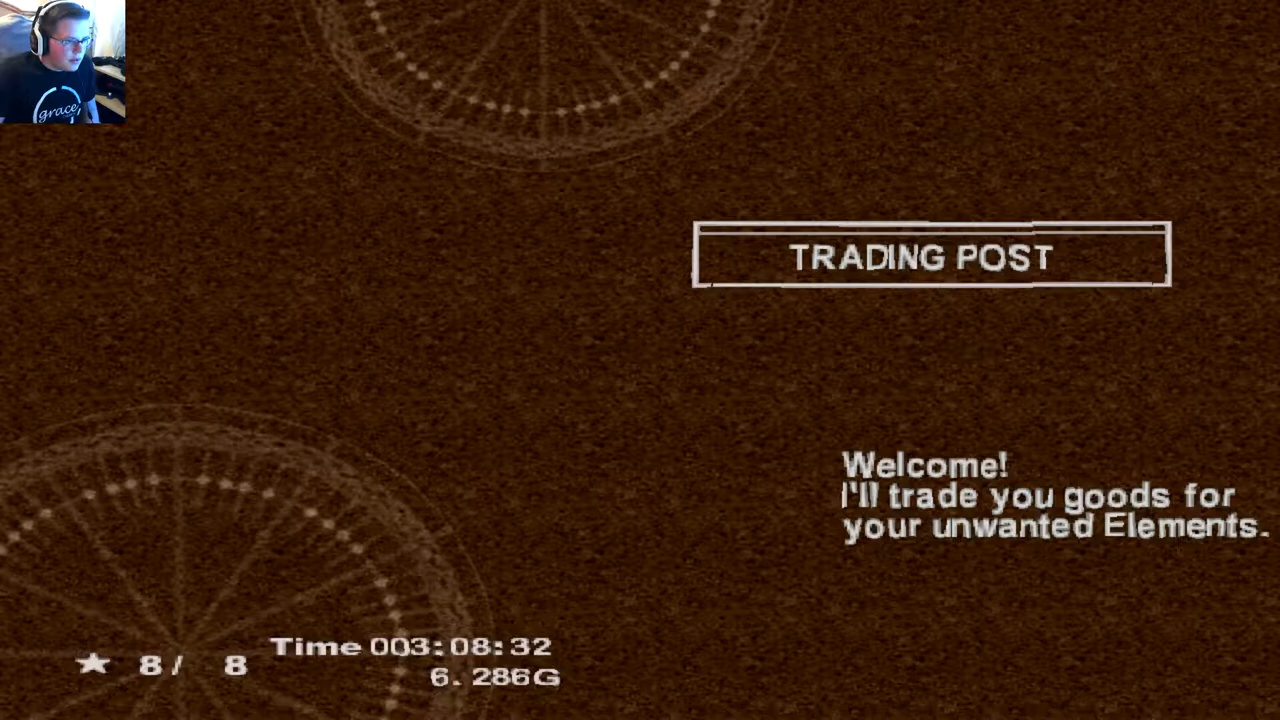 grace,
TRADING POST
Welcome!
I'll trade you goods for
your unwanted Elements.
Time 003:08:32
★ 8/ 8
6. 286G